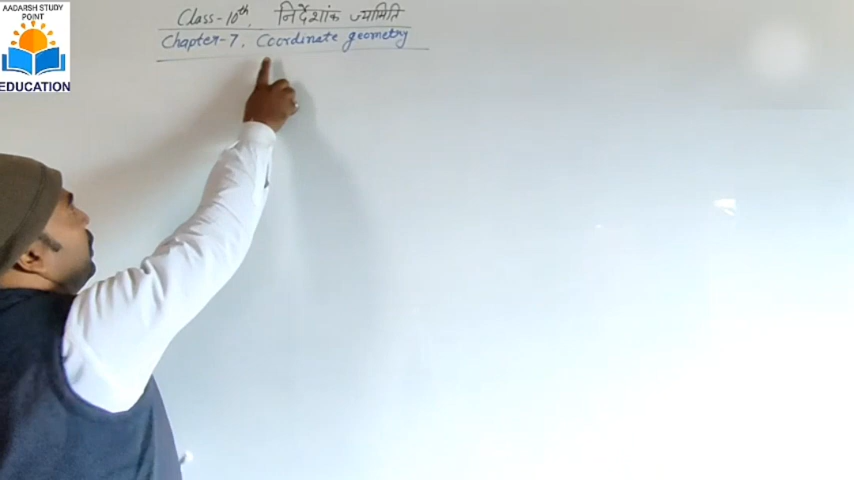 AADARSH STUDY
POINT
EDUCATION
Class-10th, निर्देशांक ज्यामिति
Chapter-7, Coordinate geometry